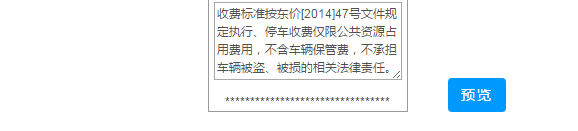 收费标准按东价[2014]47号文件规
定执行、停车收费仅限公共资源占
用费用，不含车辆保管费，不承担
车辆被盗、被损的相关法律责任。
*********************************
预览